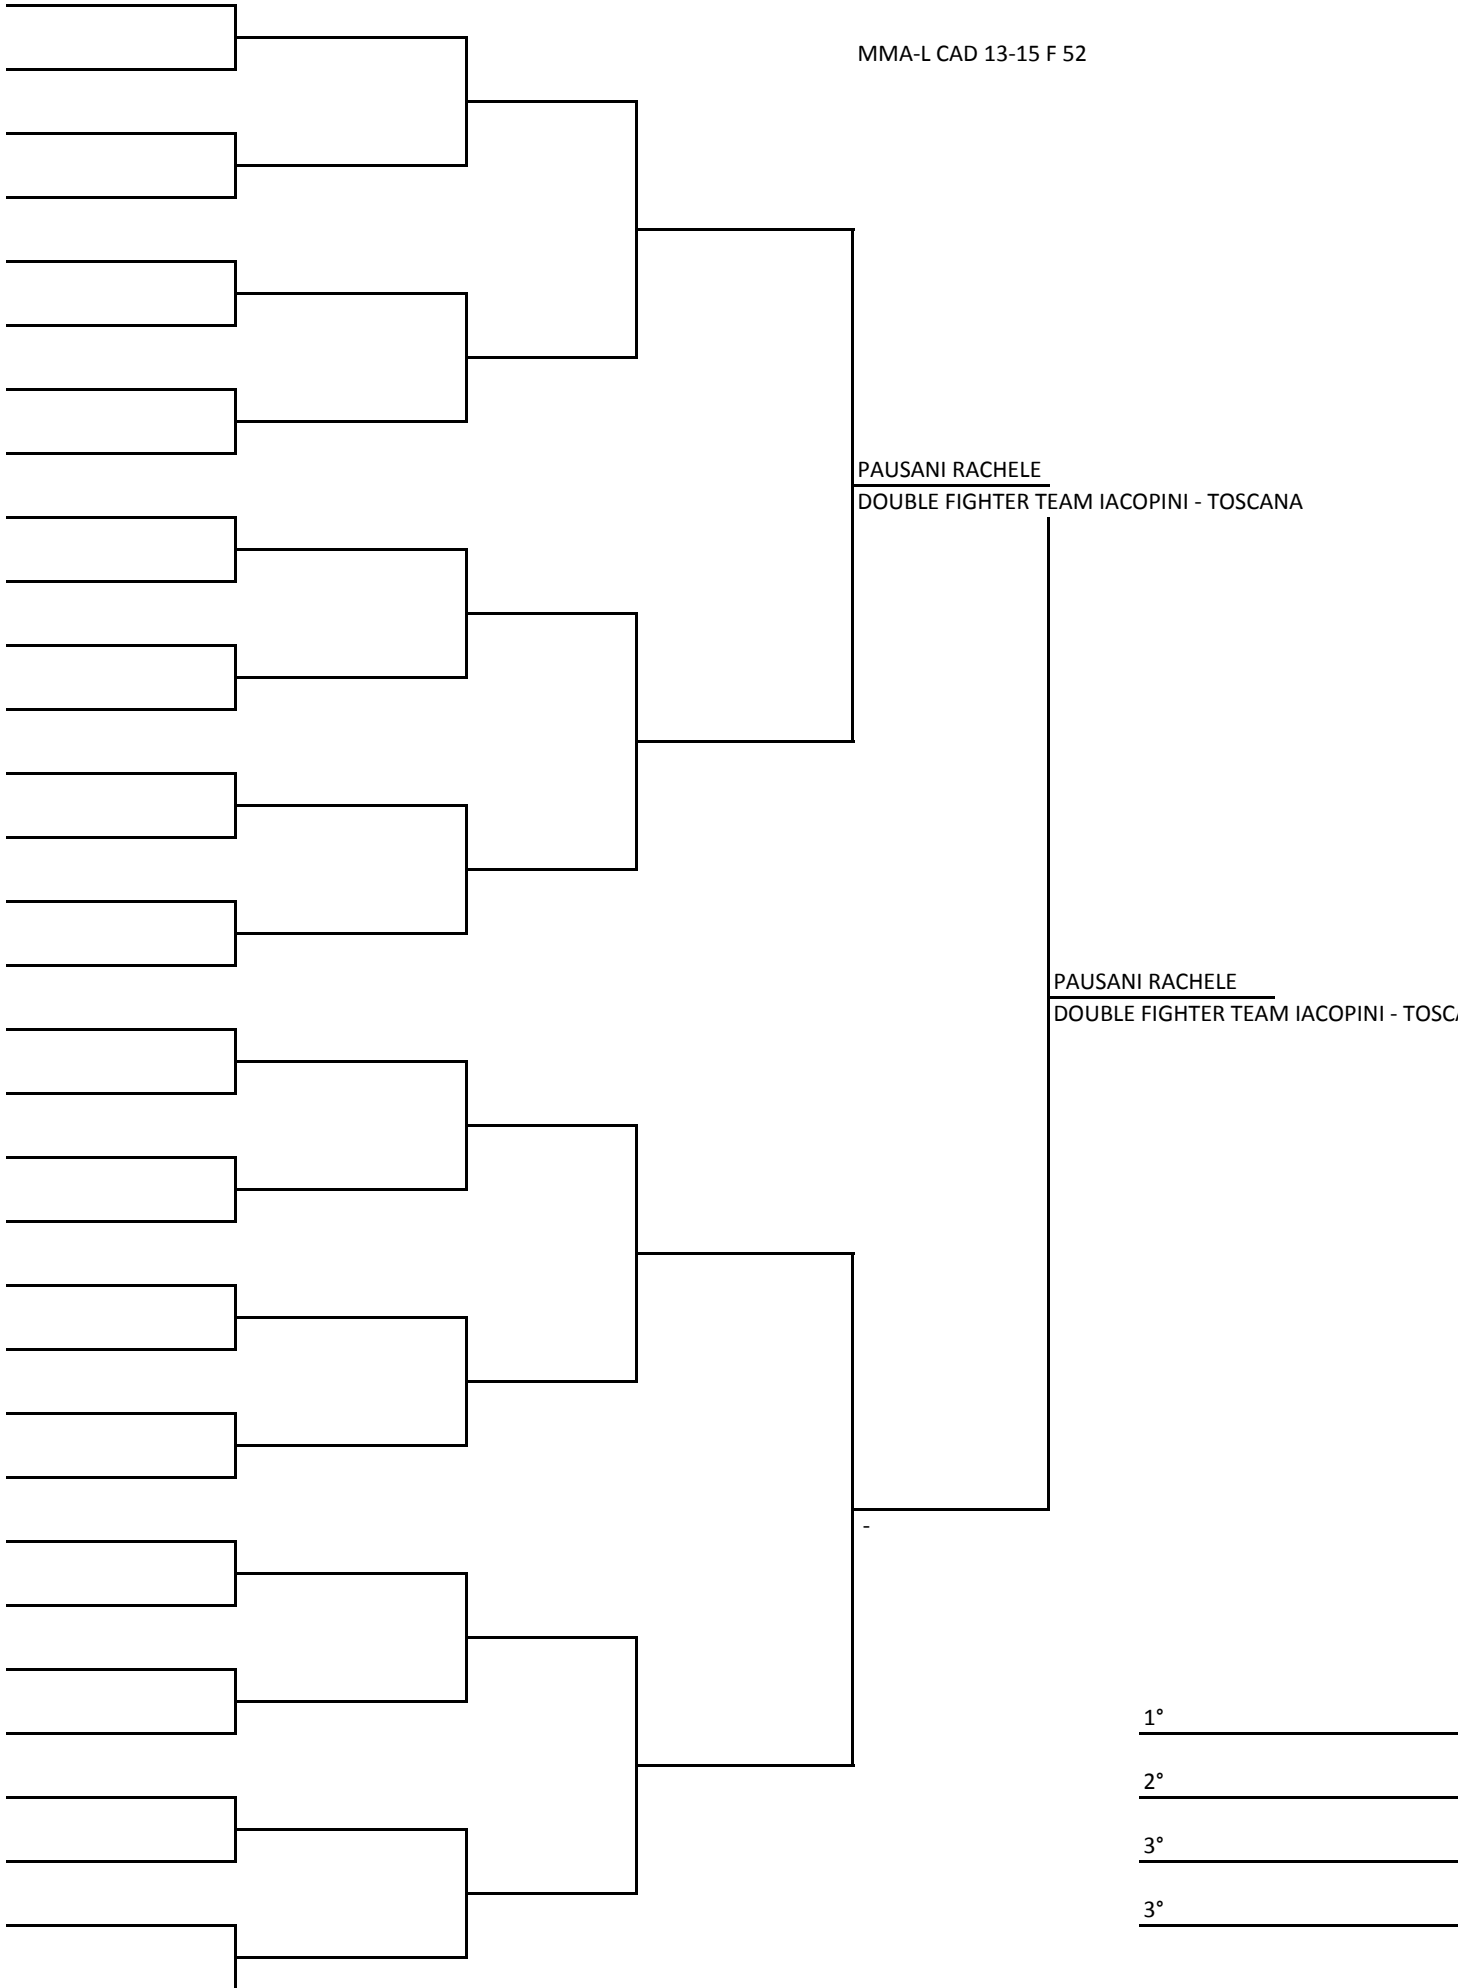 MMA-L CAD 13-15 F 52
PAUSANI RACHELE
DOUBLE FIGHTER TEAM IACOPINI - TOSCANA
PAUSANI RACHELE
DOUBLE FIGHTER TEAM IACOPINI - TOSCA
-
1°
2°
3°
3°